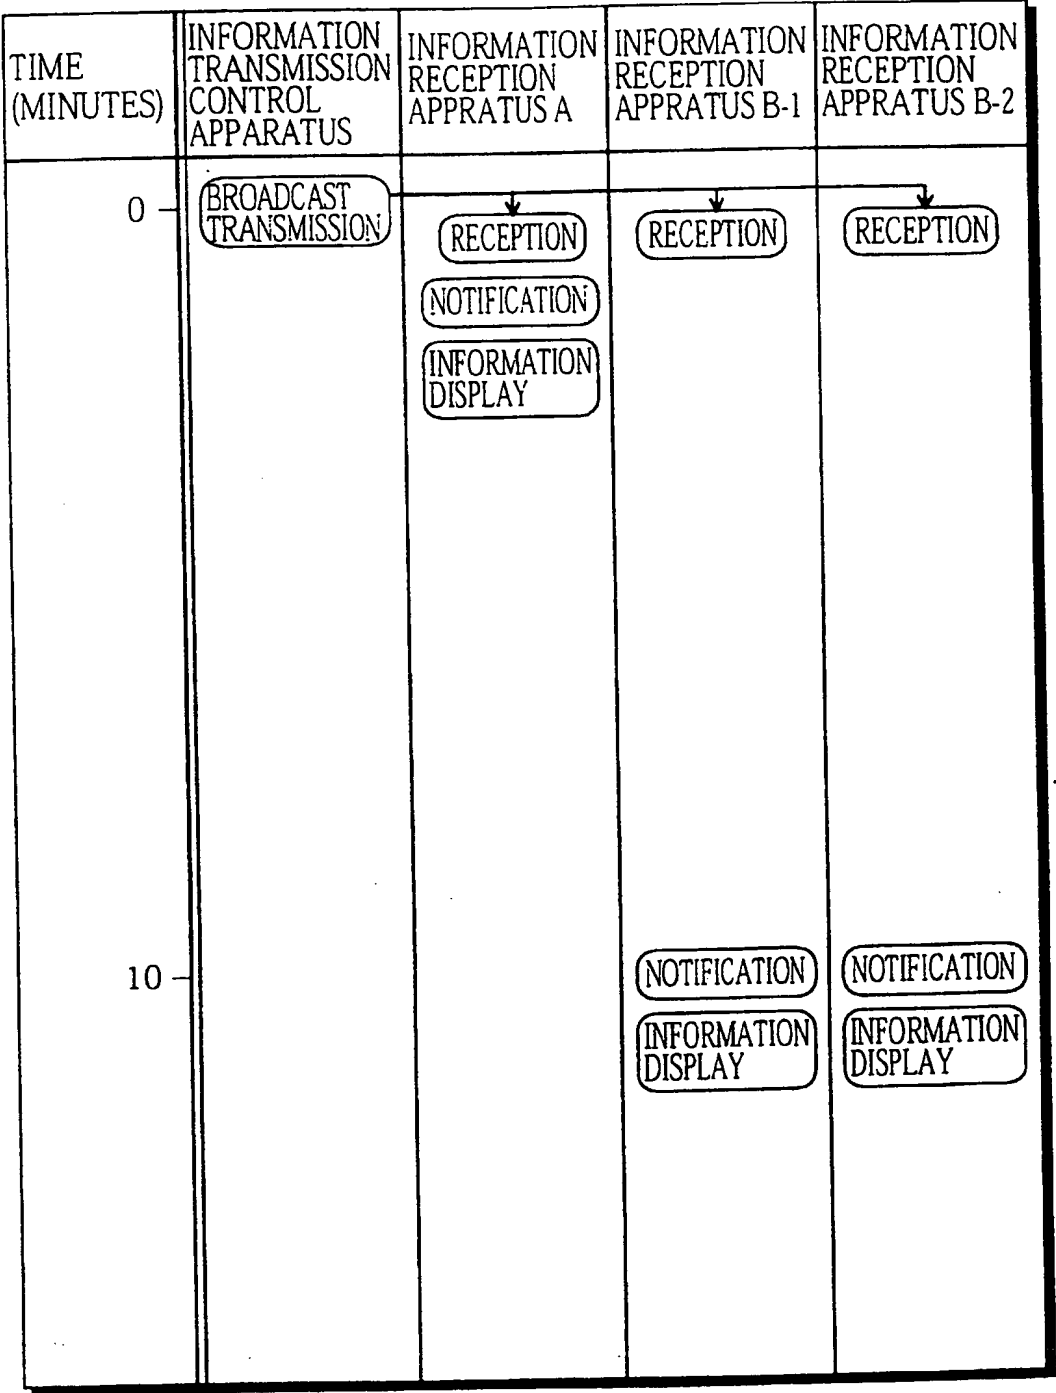 TIME
(MINUTES)
INFORMATION
TRANSMISSION
CONTROL
APPARATUS
INFORMATION
RECEPTION
APPRATUS A
INFORMATION
RECEPTION
APPRATUS B-1
INFORMATION
RECEPTION
APPRATUS B-2
0
BROADCAST
TRANSMISSION
RECEPTION
RECEPTION
RECEPTION
NOTIFICATION
INFORMATION
DISPLAY
10
NOTIFICATION
NOTIFICATION
INFORMATION
DISPLAY
INFORMATION
DISPLAY